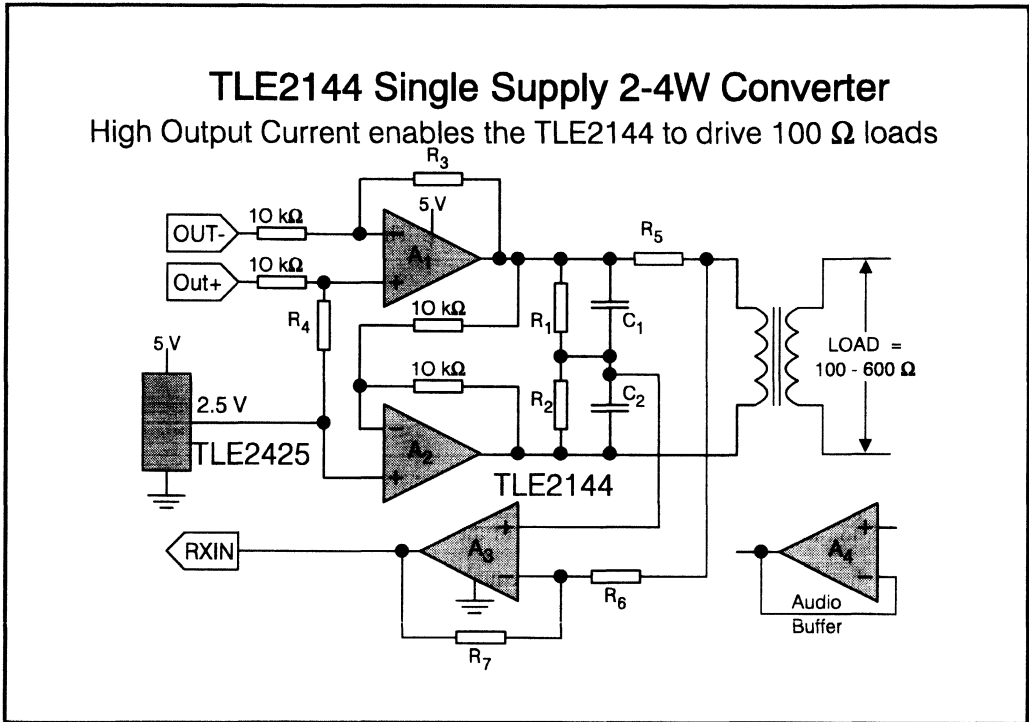 TLE2144 Single Supply 2-4W Converter
High Output Current enables the TLE2144 to drive 100 Ω loads
R3
5 V
10 kΩ
OUT-
A1
R5
10 kΩ
Out+
R4
10 kΩ
R1
C1
5 V
LOAD =
100 - 600 Ω
10 kΩ
2.5 V
R2
C2
TLE2425
A2
TLE2144
RXIN
A3
A4
R6
Audio
Buffer
R7